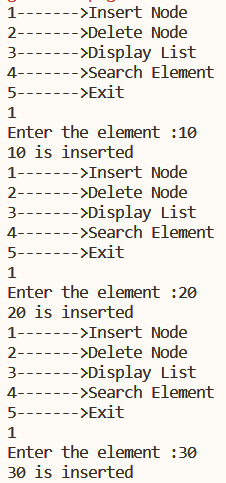 1------->Insert Node
2------->Delete Node
3------->Display List
4------->Search Element
5------->Exit
1
Enter the element :10
10 is inserted
1------->Insert Node
2------->Delete Node
3------->Display List
4------->Search Element
5------->Exit
1
Enter the element :20
20 is inserted
1------->Insert Node
2------->Delete Node
3------->Display List
4------->Search Element
5------->Exit
1
Enter the element :30
30 is inserted